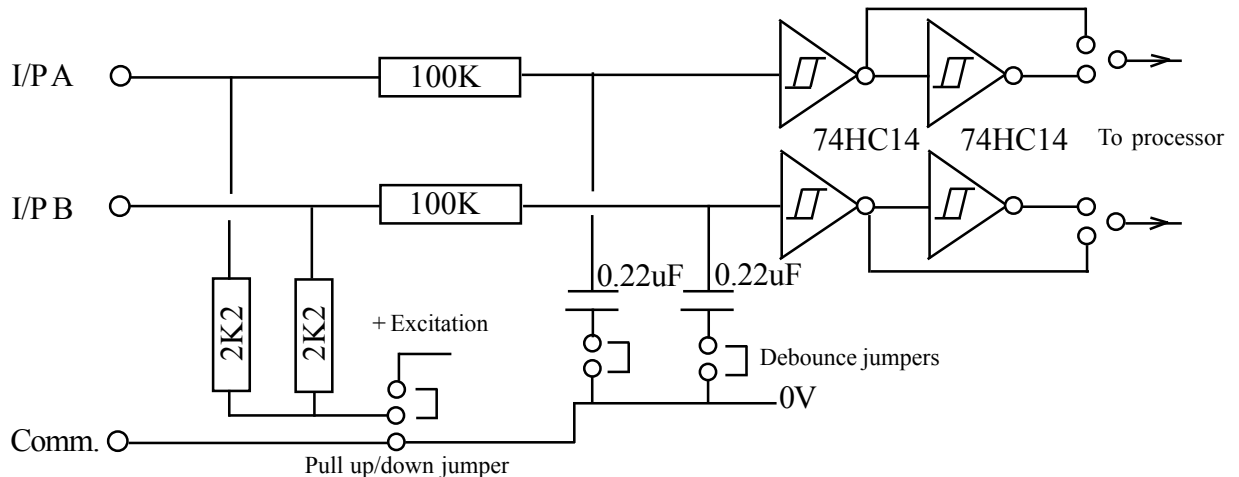 I/P A
100K
74HC14
74HC14
To processor
I/P B
100K
0.22uF
0.22uF
2K2
2K2
+ Excitation
Debounce jumpers
0V
Comm.
Pull up/down jumper